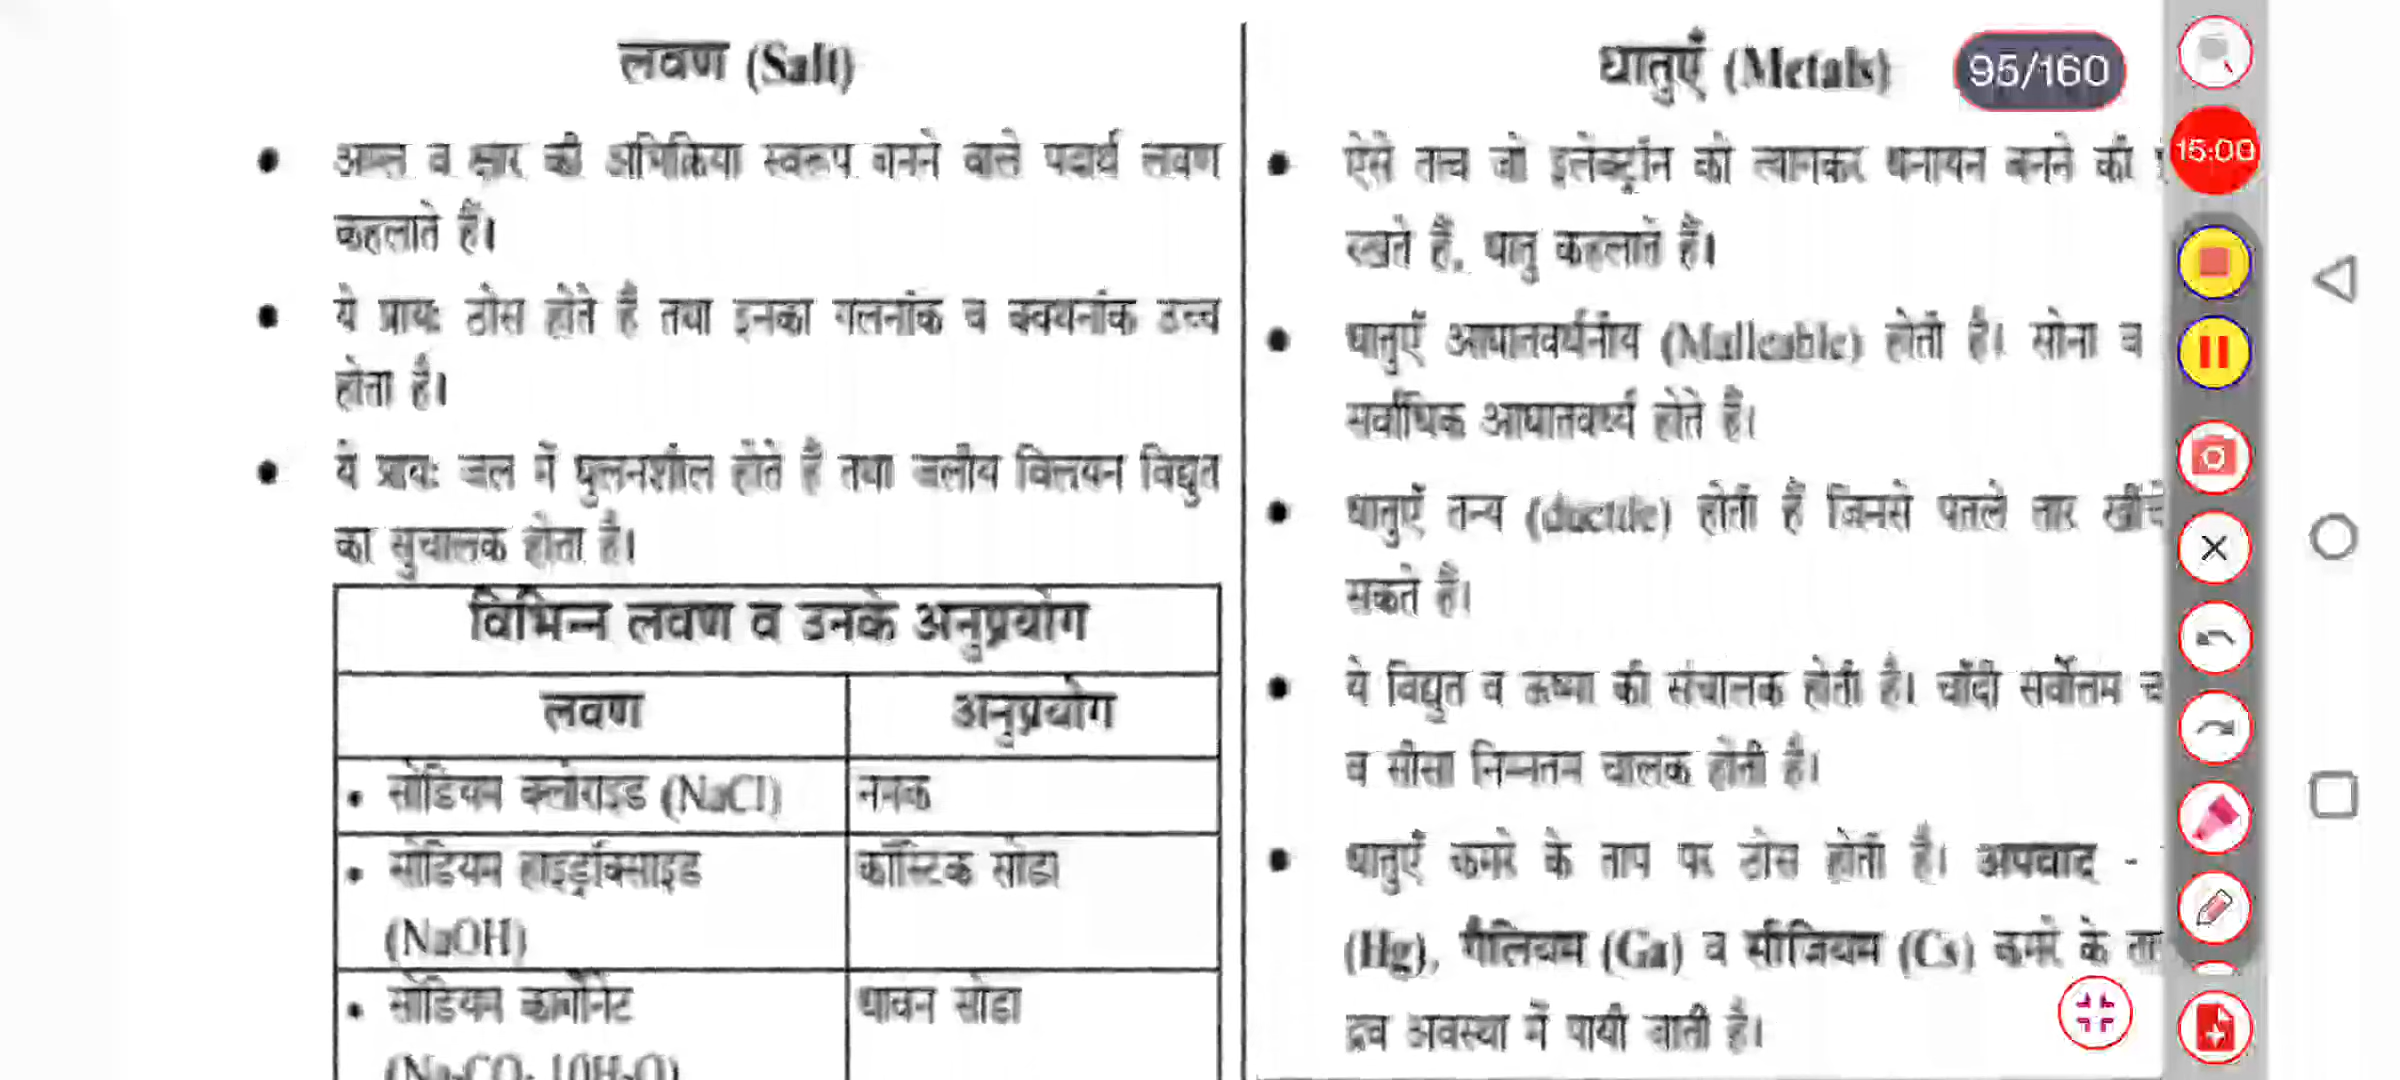 लवण (Salt)
अम्ल व क्षार की अभिक्रिया स्वरूप बनने वाले पदार्थ लवण
कहलाते हैं।
ये प्रायः ठोस होते हैं तथा इनका गलनांक व क्वथनांक उच्च
होता है।
ये प्रायः जल में घुलनशील होते हैं तथा जलीय विलयन विद्युत
का सुचालक होता है।
विभिन्न लवण व उनके अनुप्रयोग
लवण अनुप्रयोग
सोडियम क्लोराइड (NaCl) नमक
सोडियम हाइड्रॉक्साइड कॉस्टिक सोडा
(NaOH)
सोडियम कार्बोनेट धावन सोडा
(Na₂CO₃ 10H₂O)
धातुएँ (Metals)
ऐसे तत्त्व जो इलेक्ट्रॉन को त्यागकर धनायन बनने की
रखते हैं, धातु कहलाते हैं।
धातुएँ आघातवर्धनीय (Malleable) होती है। सोना व
सर्वाधिक आघातवर्ध्य होते हैं।
धातुएँ तन्य (ductile) होती हैं जिनसे पतले तार खींचे
सकते हैं।
ये विद्युत व ऊष्मा की संचालक होती है। चाँदी सर्वोत्तम च
व सीसा निम्नतम चालक होती है।
धातुएँ कमरे के ताप पर ठोस होती है। अपवाद -
(Hg), गैलियम (Ga) व सीजियम (Cs) कमरे के ता
द्रव अवस्था में पायी जाती है।
95/160
15:00